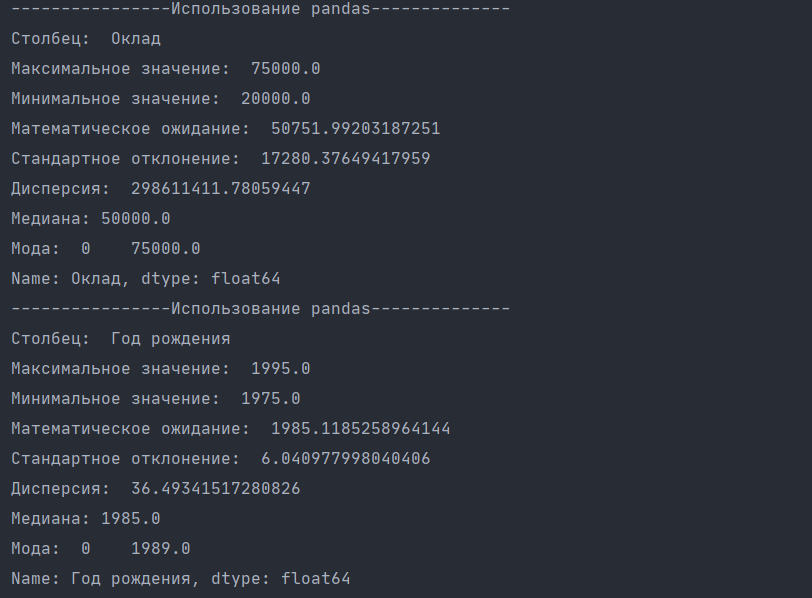 ----------------Использование pandas--------------
Столбец:  Оклад
Максимальное значение:  75000.0
Минимальное значение:  20000.0
Математическое ожидание:  50751.99203187251
Стандартное отклонение:  17280.37649417959
Дисперсия:  298611411.78059447
Медиана: 50000.0
Мода:  0    75000.0
Name: Оклад, dtype: float64
----------------Использование pandas--------------
Столбец:  Год рождения
Максимальное значение:  1995.0
Минимальное значение:  1975.0
Математическое ожидание:  1985.1185258964144
Стандартное отклонение:  6.040977998040406
Дисперсия:  36.49341517280826
Медиана: 1985.0
Мода:  0    1989.0
Name: Год рождения, dtype: float64